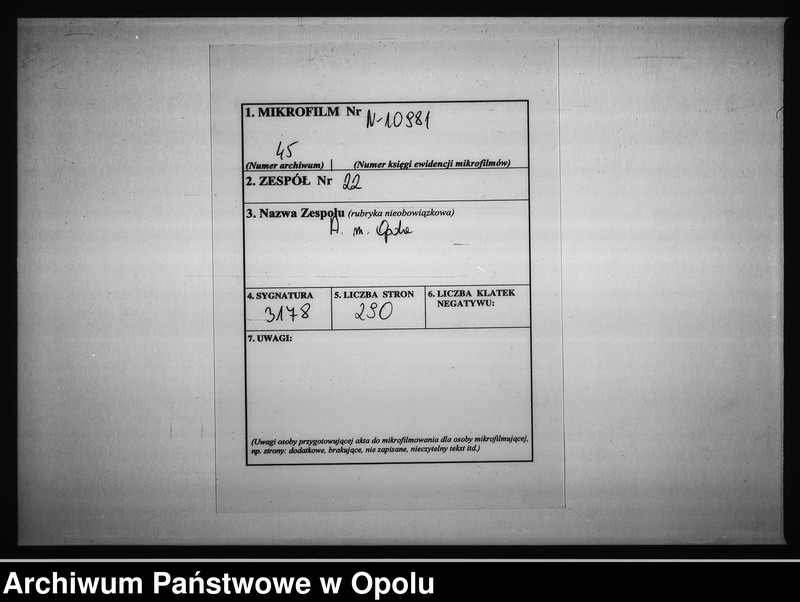 1. MIKROFILM Nr N-10981
45
(Numer archiwum) | (Numer księgi ewidencji mikrofilmów)
2. ZESPÓŁ Nr 22
3. Nazwa Zespołu (rubryka nieobowiązkowa)
A. m. Opola
4. SYGNATURA 5. LICZBA STRON 6. LICZBA KLATEK
NEGATYWU:
3178 290
7. UWAGI:
(Uwagi osoby przygotowującej akta do mikrofilmowania dla osoby mikrofilmującej,
np. strony: dodatkowe, brakujące, nie zapisane, nieczytelny tekst itd.)
Archiwum Państwowe w Opolu